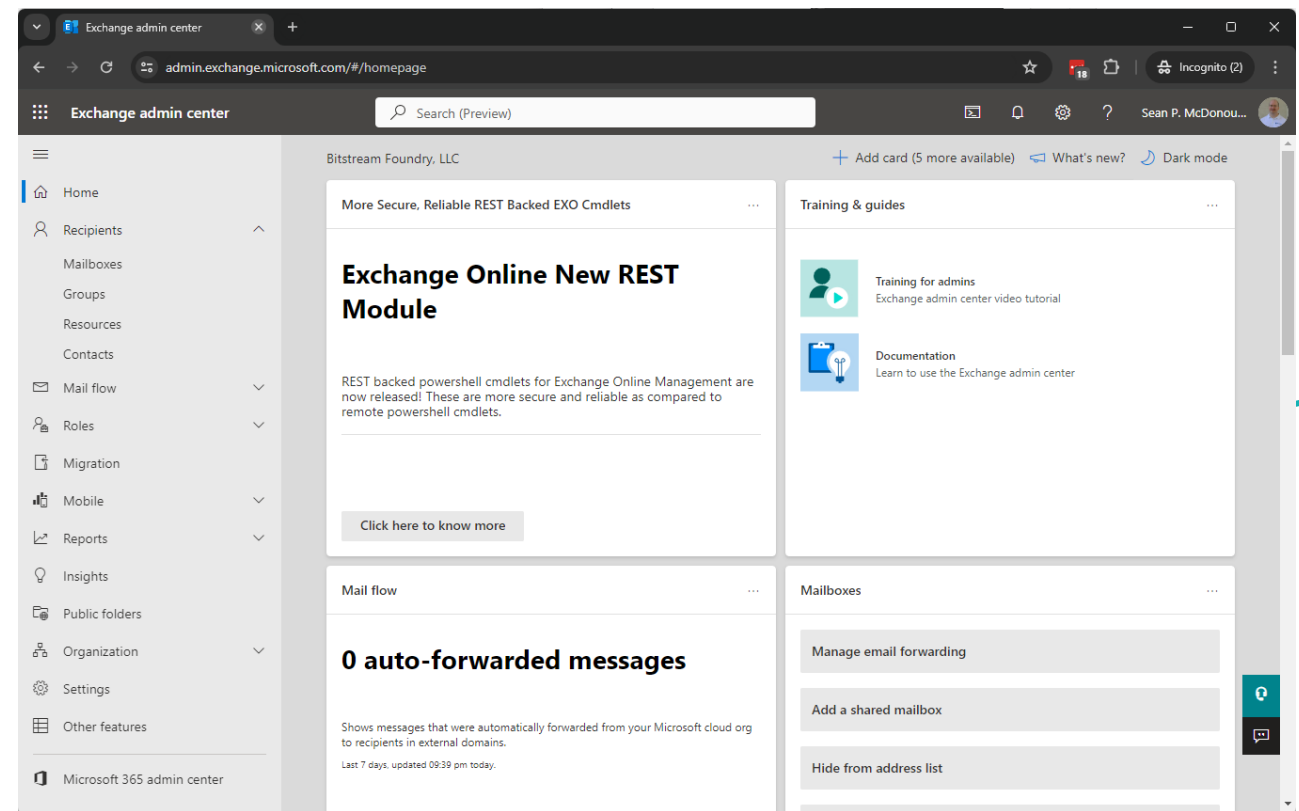 Exchange admin center
admin.exchange.microsoft.com/#/homepage
18
Incognito (2)
Exchange admin center
Search (Preview)
Sean P. McDonou...
Bitstream Foundry, LLC
Add card (5 more available)
What's new?
Dark mode
Home
Recipients
Mailboxes
Groups
Resources
Contacts
Mail flow
Roles
Migration
Mobile
Reports
Insights
Public folders
Organization
Settings
Other features
Microsoft 365 admin center
More Secure, Reliable REST Backed EXO Cmdlets
Exchange Online New REST
Module
REST backed powershell cmdlets for Exchange Online Management are
now released! These are more secure and reliable as compared to
remote powershell cmdlets.
Click here to know more
Training & guides
Training for admins
Exchange admin center video tutorial
Documentation
Learn to use the Exchange admin center
Mail flow
0 auto-forwarded messages
Shows messages that were automatically forwarded from your Microsoft cloud org
to recipients in external domains.
Last 7 days, updated 09:39 pm today.
Mailboxes
Manage email forwarding
Add a shared mailbox
Hide from address list